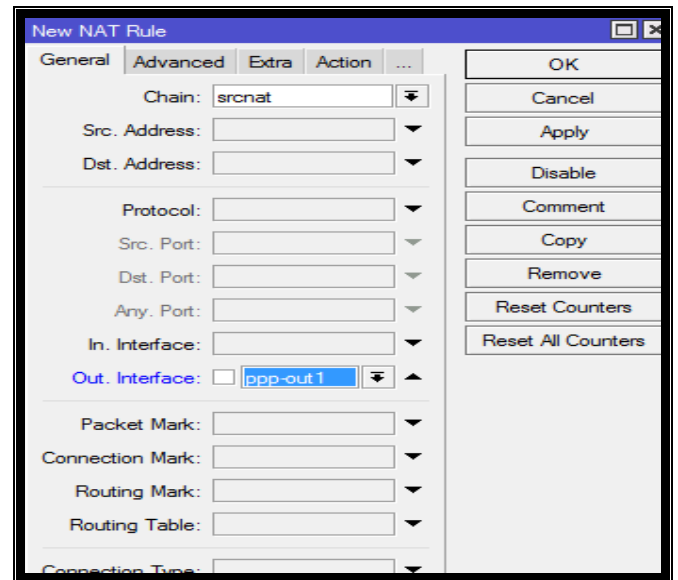 New NAT Rule
General Advanced Extra Action ...
OK
Chain: srcnat
Cancel
Src. Address:
Apply
Dst. Address:
Disable
Protocol:
Comment
Src. Port:
Copy
Dst. Port:
Remove
Any. Port:
Reset Counters
In. Interface:
Reset All Counters
Out. Interface: ppp-out1
Packet Mark:
Connection Mark:
Routing Mark:
Routing Table:
Connection Type: